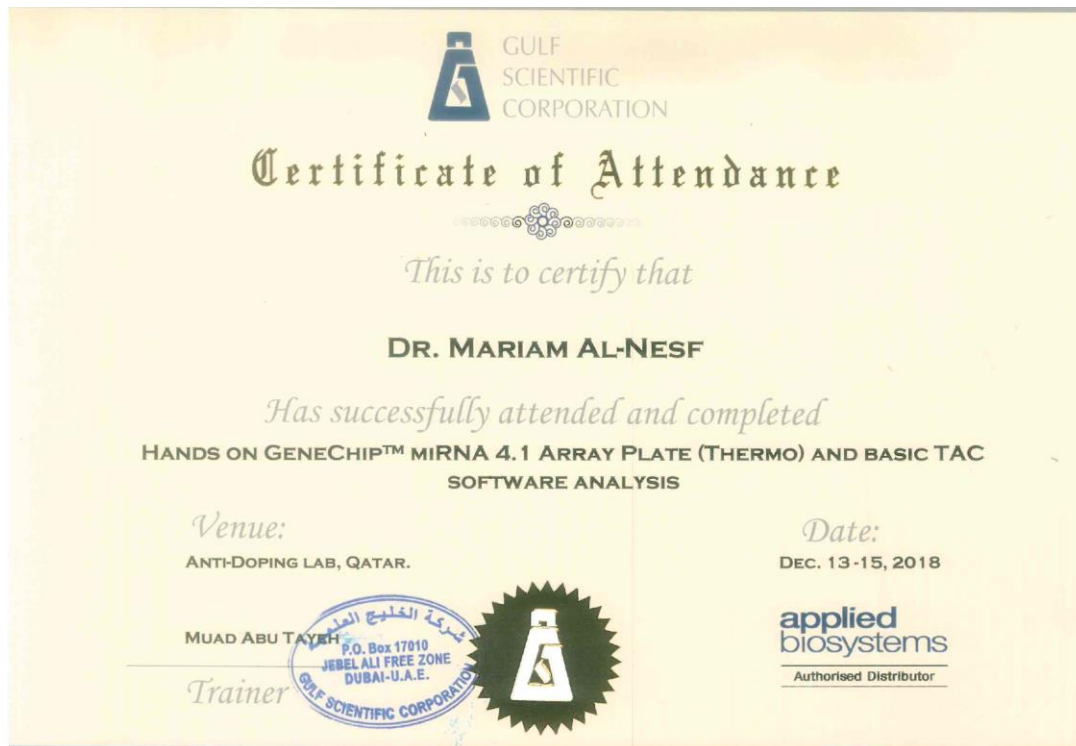 GULF
SCIENTIFIC
CORPORATION
Certificate of Attendance
This is to certify that
DR. MARIAM AL-NESF
Has successfully attended and completed
HANDS ON GENECHIP™ MIRNA 4.1 ARRAY PLATE (THERMO) AND BASIC TAC
SOFTWARE ANALYSIS
Venue:
ANTI-DOPING LAB, QATAR.
Date:
DEC. 13-15, 2018
MUAD ABU TAYEH
Trainer
شركة الخليج العلمية
P.O. Box 17010
JEBEL ALI FREE ZONE
DUBAI-U.A.E.
GULF SCIENTIFIC CORPORATION
applied
biosystems
Authorised Distributor